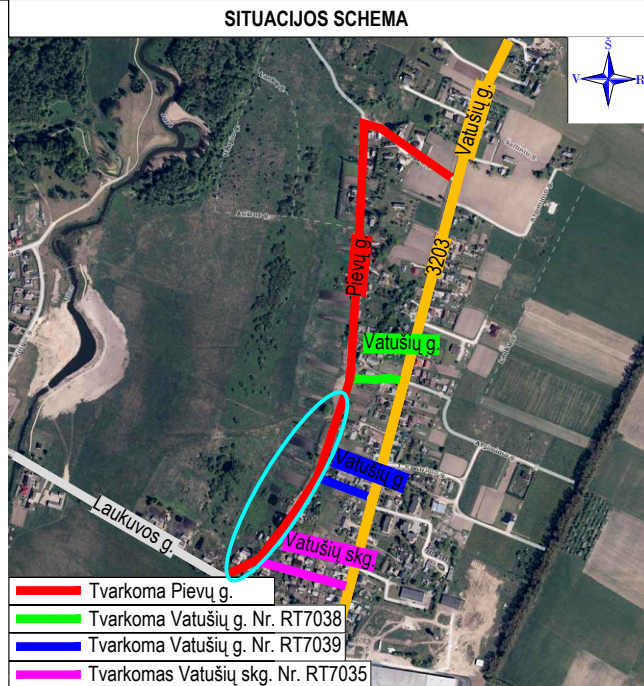 SITUACIJOS SCHEMA
Š
V
R
Vatušių g.
3203
Pievų g.
Aušros g.
Vatušių g.
Vatušių g.
Laukuvos g.
Vatušių skg.
Tvarkoma Pievų g.
Tvarkoma Vatušių g. Nr. RT7038
Tvarkoma Vatušių g. Nr. RT7039
Tvarkomas Vatušių skg. Nr. RT7035